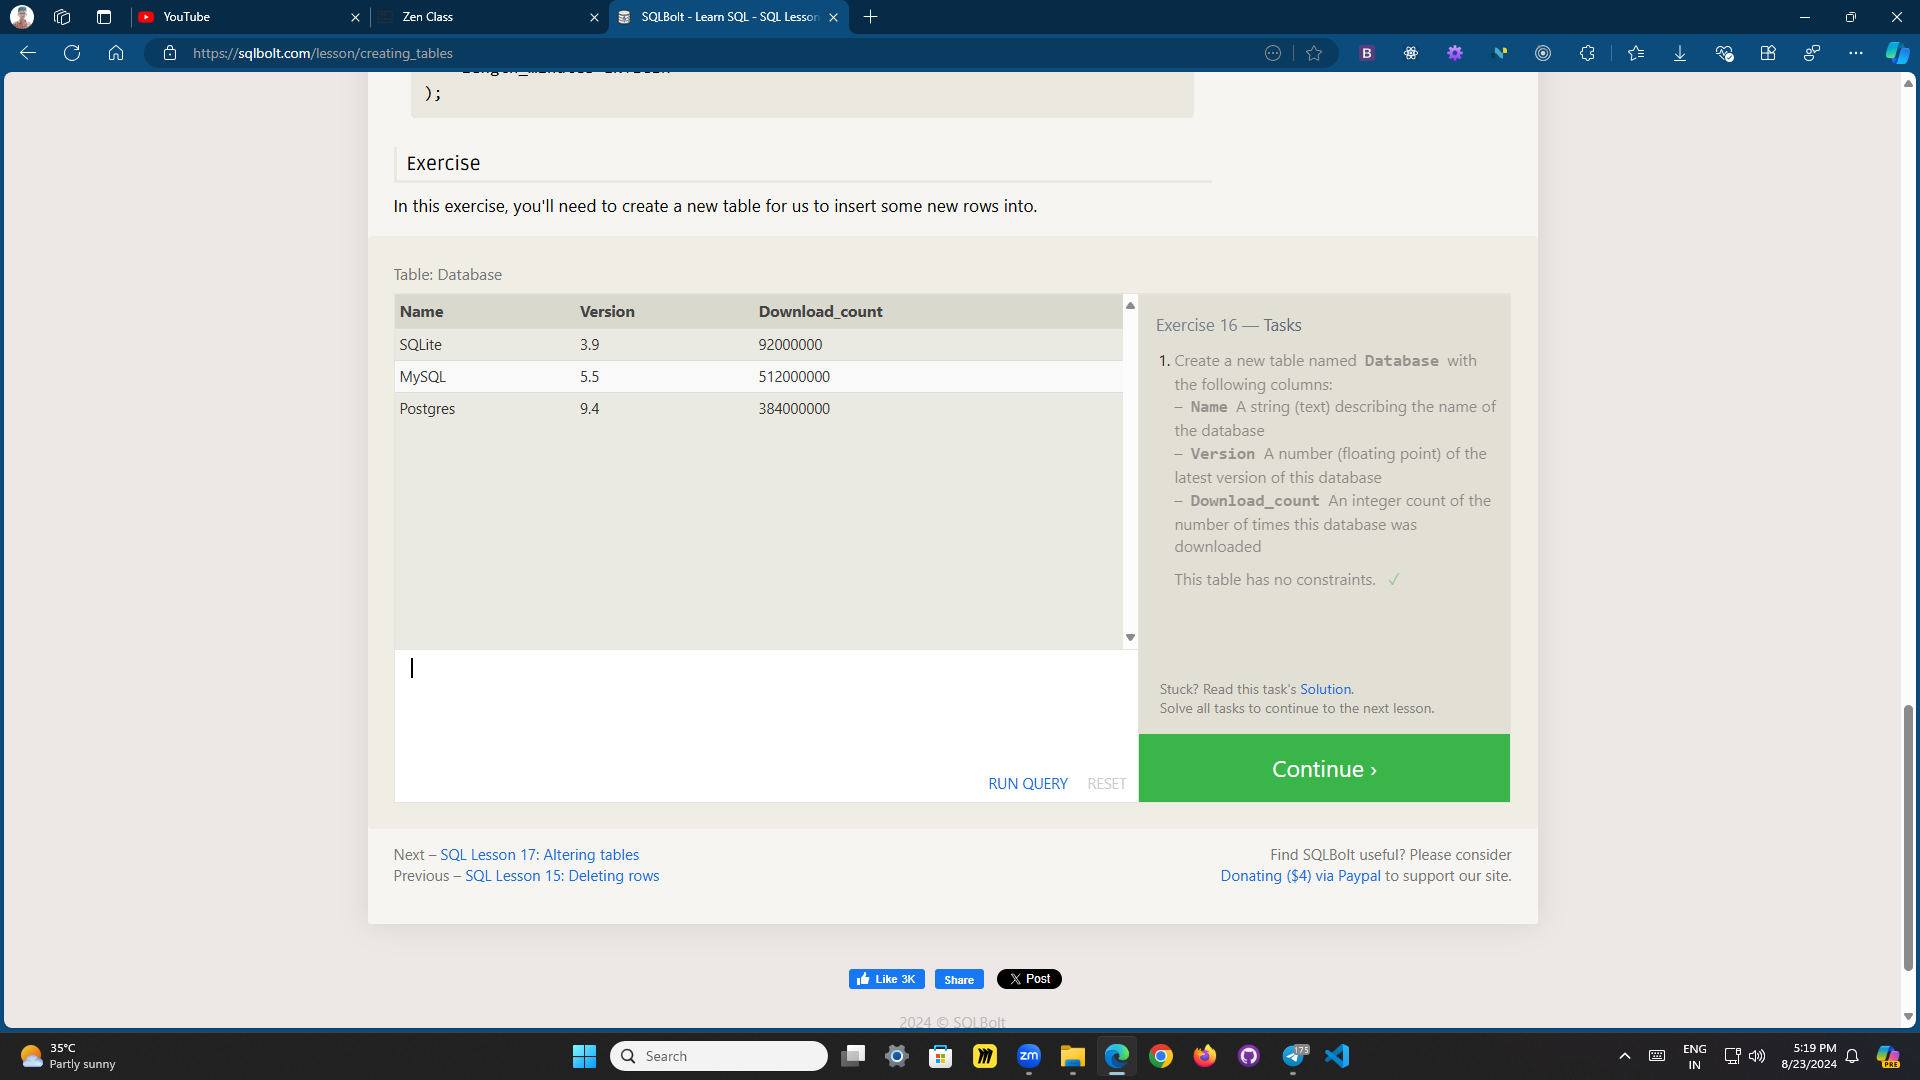 YouTube
Zen Class
SQLBolt - Learn SQL - SQL Lesson
https://sqlbolt.com/lesson/creating_tables
);
Exercise
In this exercise, you'll need to create a new table for us to insert some new rows into.
Table: Database
Name Version Download_count
SQLite 3.9 92000000
MySQL 5.5 512000000
Postgres 9.4 384000000
Exercise 16 — Tasks
1. Create a new table named Database with
the following columns:
– Name A string (text) describing the name of
the database
– Version A number (floating point) of the
latest version of this database
– Download_count An integer count of the
number of times this database was
downloaded
This table has no constraints. ✓
Stuck? Read this task's Solution.
Solve all tasks to continue to the next lesson.
RUN QUERY RESET
Continue ›
Next – SQL Lesson 17: Altering tables
Previous – SQL Lesson 15: Deleting rows
Find SQLBolt useful? Please consider
Donating ($4) via Paypal to support our site.
Like 3K Share X Post
2024 © SQLBolt
35°C
Partly sunny
Search
zm
175
ENG
IN
5:19 PM
8/23/2024
PRE